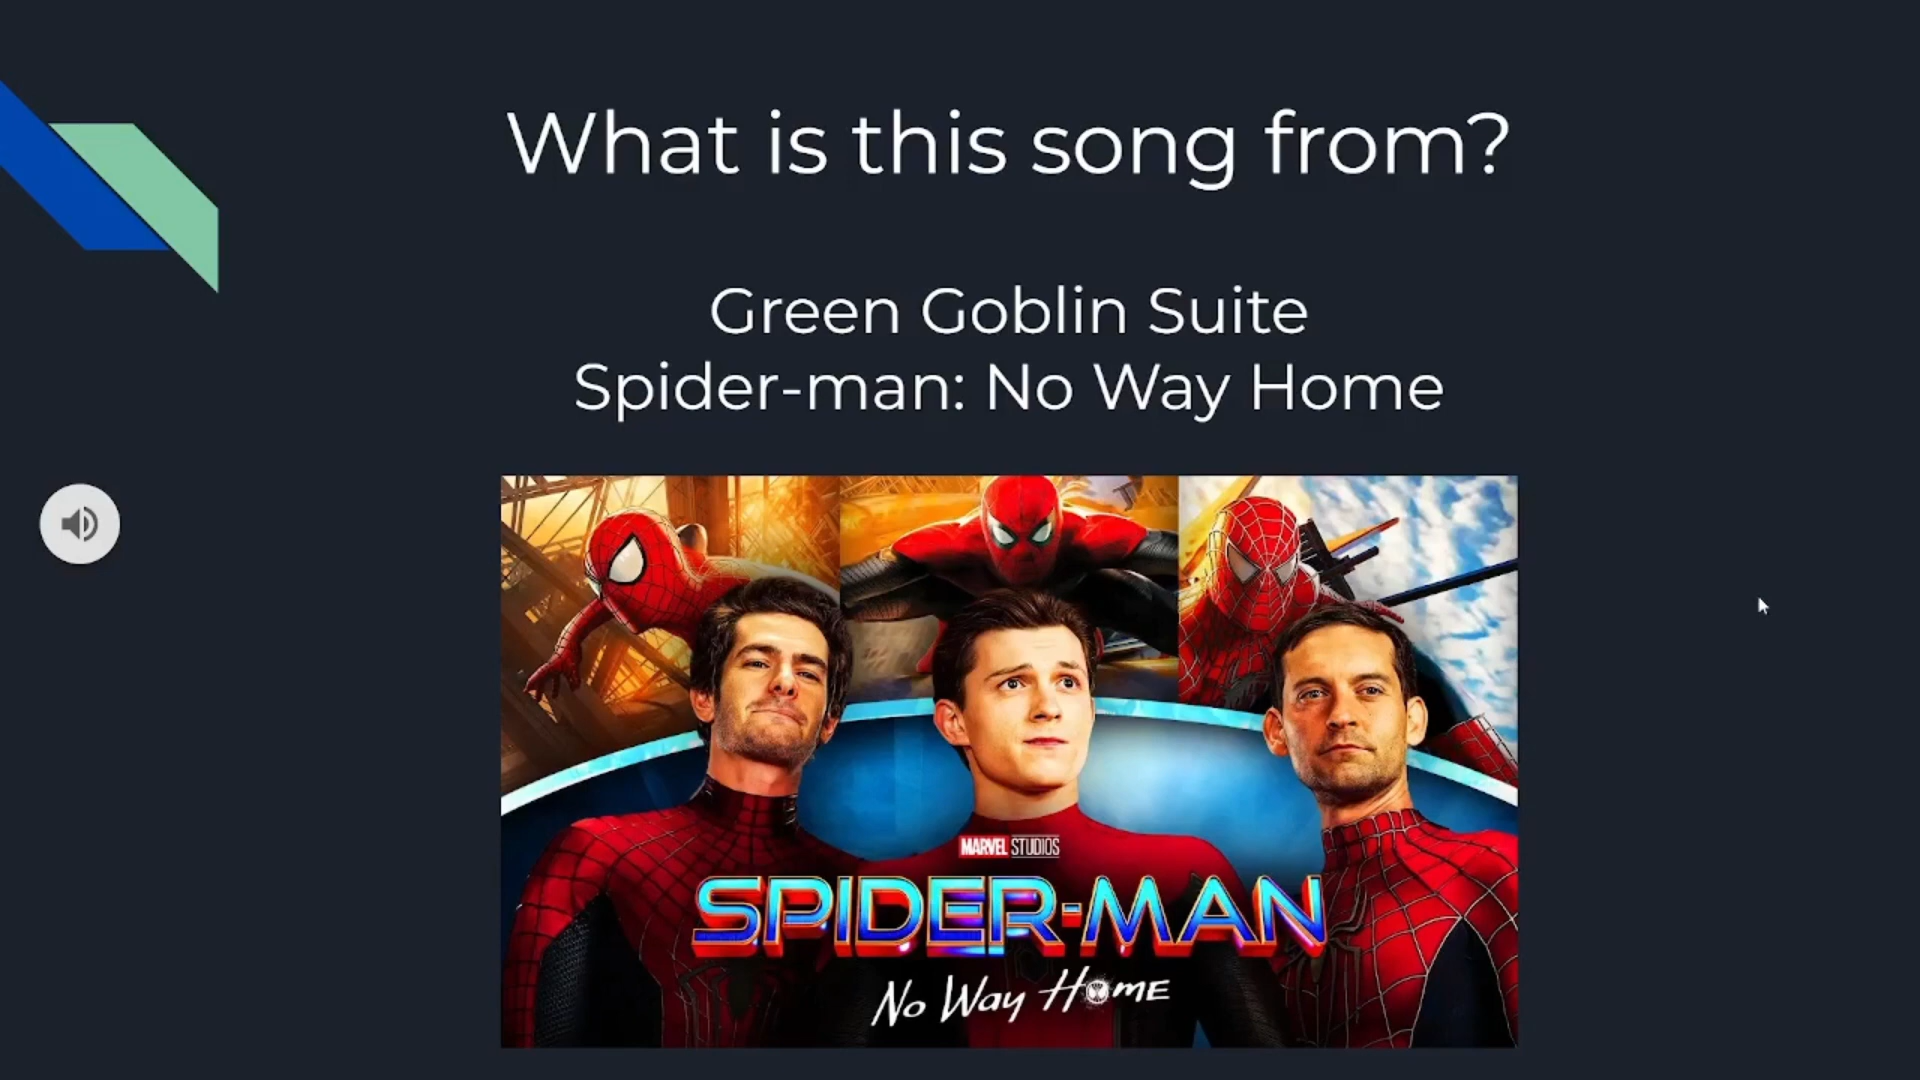 What is this song from?
Green Goblin Suite
Spider-man: No Way Home
MARVEL STUDIOS
SPIDER-MAN
No Way Home